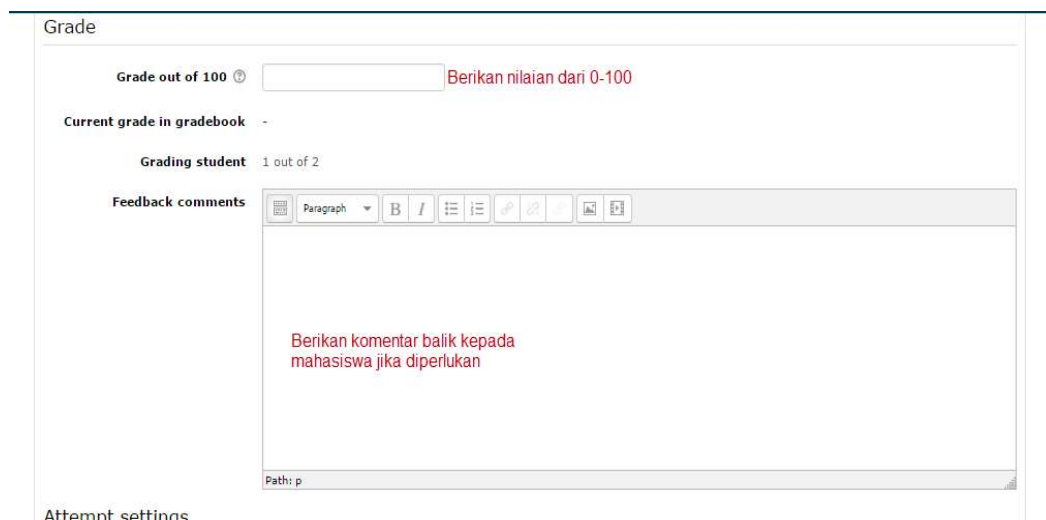 Grade
Grade out of 100 Berikan nilaian dari 0-100
Current grade in gradebook -
Grading student 1 out of 2
Feedback comments
Paragraph B I
Berikan komentar balik kepada
mahasiswa jika diperlukan
Path: p
Attempt settings